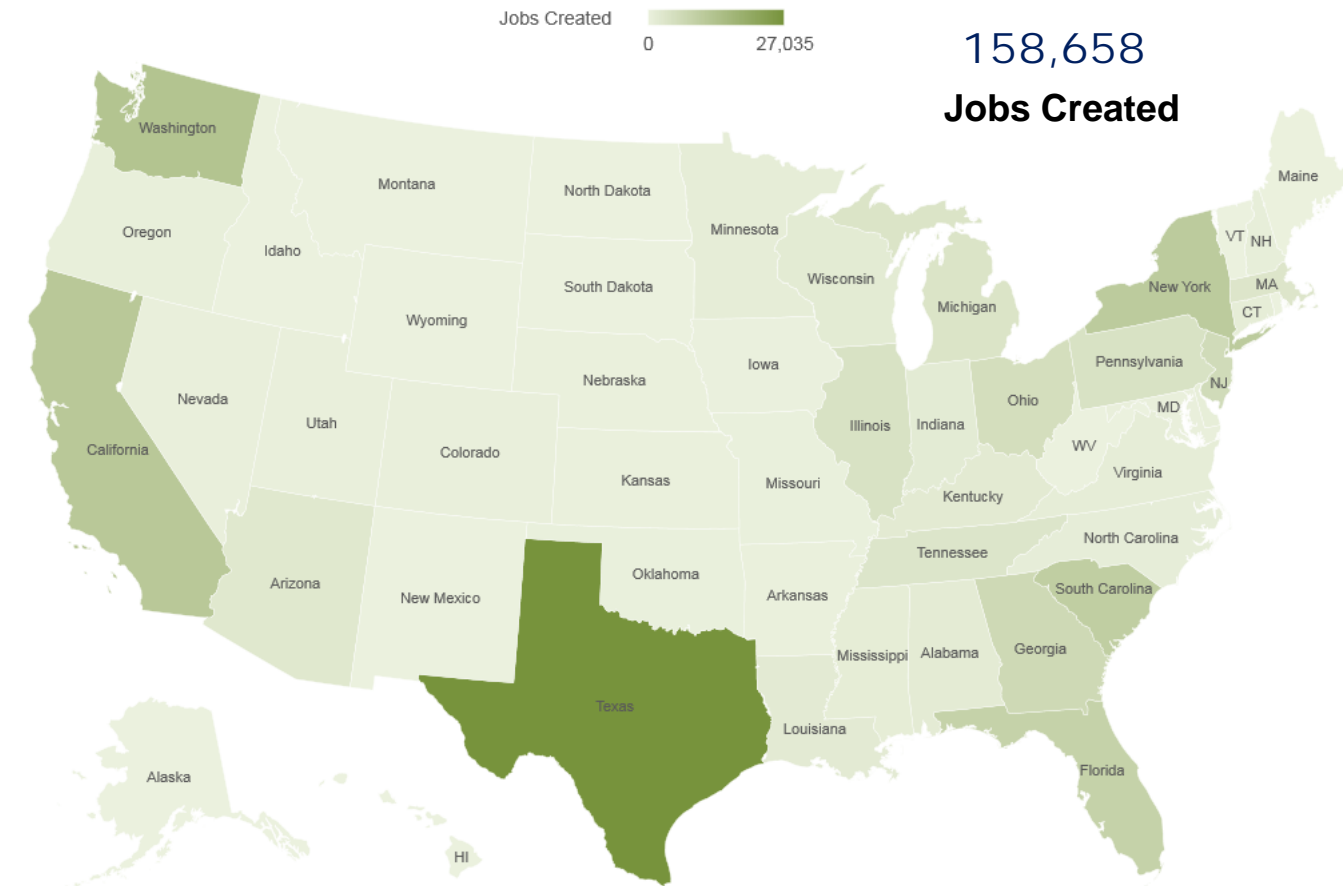 Jobs Created
0 27,035
158,658
Jobs Created
Washington
Montana
North Dakota
Minnesota
Maine
Oregon
Idaho
South Dakota
Wisconsin
Michigan
New York
VT
NH
MA
CT
Wyoming
Iowa
Nebraska
Pennsylvania
NJ
Nevada
Utah
Colorado
Kansas
Missouri
Illinois
Indiana
Ohio
MD
WV
Virginia
California
Kentucky
Arizona
New Mexico
Oklahoma
Arkansas
Tennessee
North Carolina
South Carolina
Mississippi
Alabama
Georgia
Texas
Louisiana
Florida
Alaska
HI